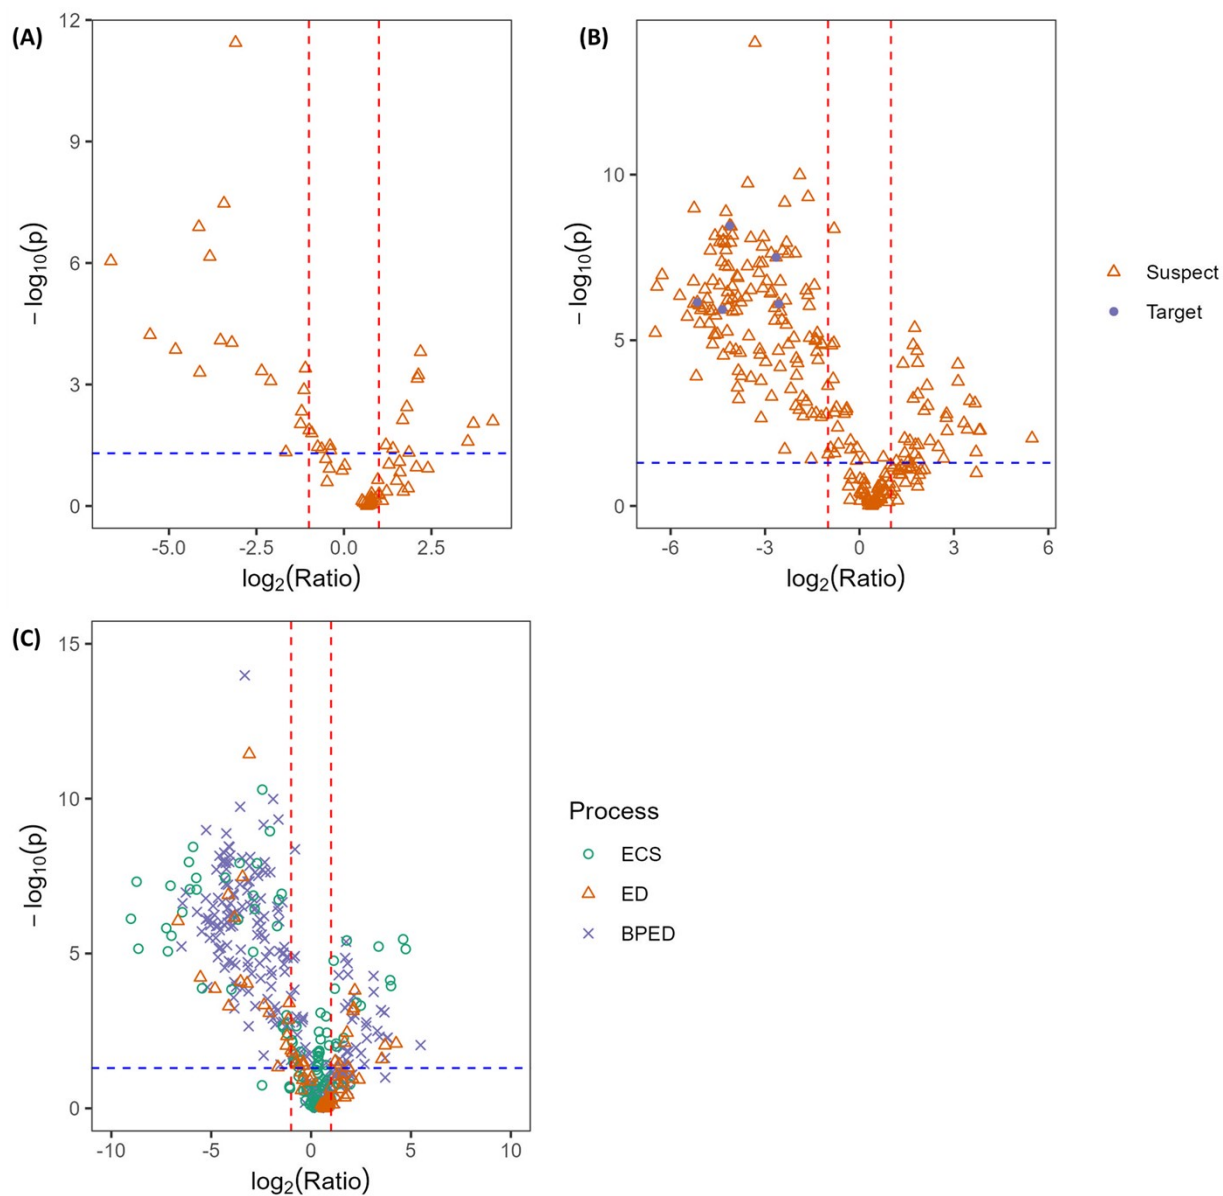 (A)
12
9
6
3
0
− log₁₀(p)
-5.0 -2.5 0.0 2.5
log₂(Ratio)
(B)
10
5
0
− log₁₀(p)
-6 -3 0 3 6
log₂(Ratio)
Suspect
Target
(C)
15
10
5
0
− log₁₀(p)
-10 -5 0 5 10
log₂(Ratio)
Process
ECS
ED
BPED